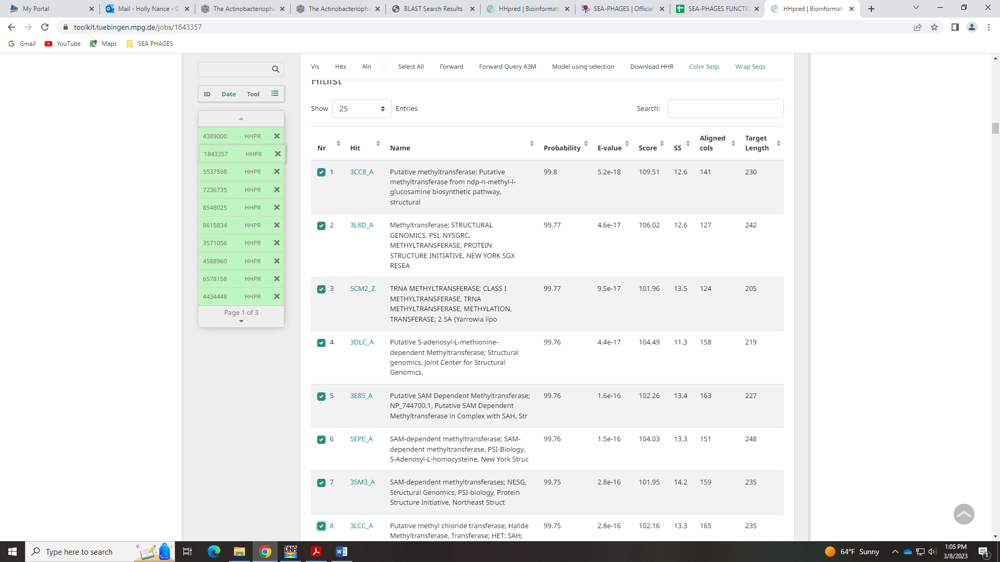 My Portal
Mail - Holly Nance - O
The Actinobacteriopha
The Actinobacteriopha
BLAST Search Results
HHpred | Bioinformati
SEA-PHAGES | Official
SEA-PHAGES FUNCTIC
HHpred | Bioinformati
toolkit.tuebingen.mpg.de/jobs/1843357
Gmail
YouTube
Maps
SEA PHAGES
Vis Hits Aln Select All Forward Forward Query A3M Model using selection Download HHR Color Seqs Wrap Seqs
ID Date Tool
4389000 HHPR
1843357 HHPR
5537598 HHPR
7236735 HHPR
8548025 HHPR
8615834 HHPR
3571056 HHPR
4588960 HHPR
6578158 HHPR
4434448 HHPR
Page 1 of 3
Hitlist
Show 25 Entries Search:
Nr Hit Name Probability E-value Score SS Aligned cols Target Length
1 3CC8_A Putative methyltransferase; Putative 99.8 5.2e-18 109.51 12.6 141 230
methyltransferase from ndp-n-methyl-l-
glucosamine biosynthetic pathway,
structural
2 3L8D_A Methyltransferase; STRUCTURAL 99.77 4.6e-17 106.02 12.6 127 242
GENOMICS, PSI, NYSGRC,
METHYLTRANSFERASE, PROTEIN
STRUCTURE INITIATIVE, NEW YORK SGX
RESEA
3 5CM2_Z TRNA METHYLTRANSFERASE; CLASS I 99.77 9.5e-17 101.96 13.5 124 205
METHYLTRANSFERASE, TRNA
METHYLTRANSFERASE, METHYLATION,
TRANSFERASE; 2.5A {Yarrowia lipo
4 3DLC_A Putative S-adenosyl-L-methionine- 99.76 4.4e-17 104.49 11.3 158 219
dependent Methyltransferase; Structural
genomics, Joint Center for Structural
Genomics,
5 3E8S_A Putative SAM Dependent Methyltransferase; 99.76 1.6e-16 102.26 13.4 163 227
NP_744700.1, Putative SAM Dependent
Methyltransferase in Complex with SAH, Str
6 5EPE_A SAM-dependent methyltransferase; SAM- 99.76 1.5e-16 104.03 13.3 151 248
dependent methyltransferase, PSI-Biology,
S-Adenosyl-L-homocysteine, New York Struc
7 3SM3_A SAM-dependent methyltransferases; NESG, 99.75 2.8e-16 101.95 14.2 159 235
Structural Genomics, PSI-biology, Protein
Structure Initiative, Northeast Struct
8 3LCC_A Putative methyl chloride transferase; Halide 99.75 2.8e-16 102.16 13.3 165 235
Methyltransferase, Transferase; HET: SAH;
Type here to search
DNA
64°F Sunny
1:05 PM
3/8/2023
1